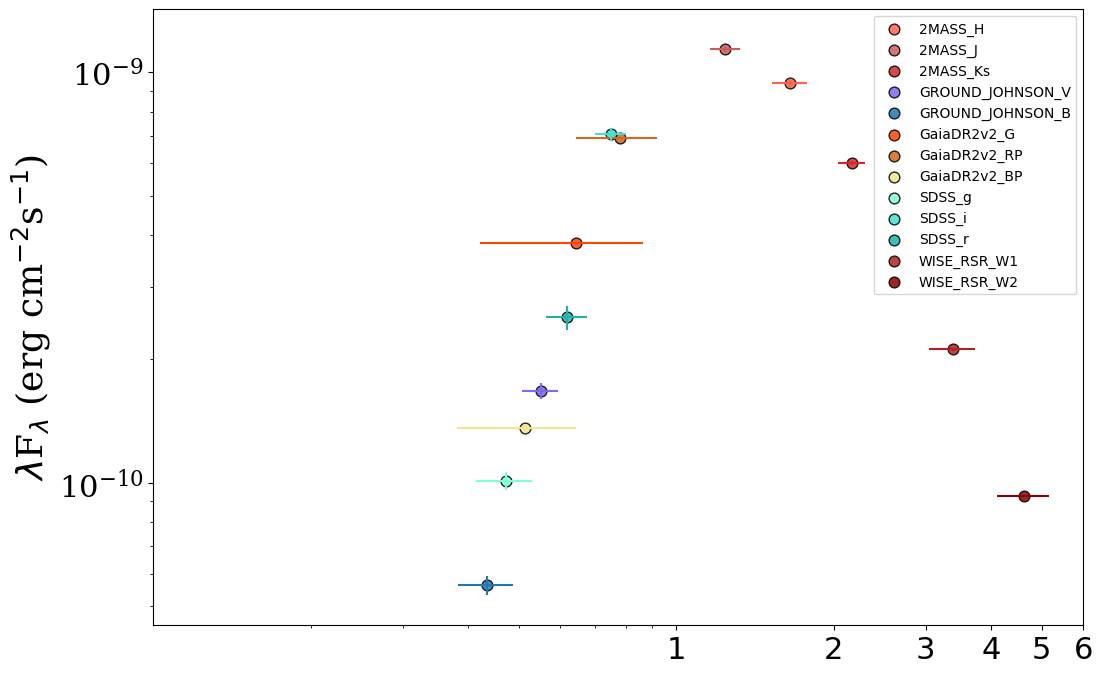 10⁻⁹
10⁻¹⁰
λF_λ (erg cm⁻²s⁻¹)
2MASS_H
2MASS_J
2MASS_Ks
GROUND_JOHNSON_V
GROUND_JOHNSON_B
GaiaDR2v2_G
GaiaDR2v2_RP
GaiaDR2v2_BP
SDSS_g
SDSS_i
SDSS_r
WISE_RSR_W1
WISE_RSR_W2
1 2 3 4 5 6